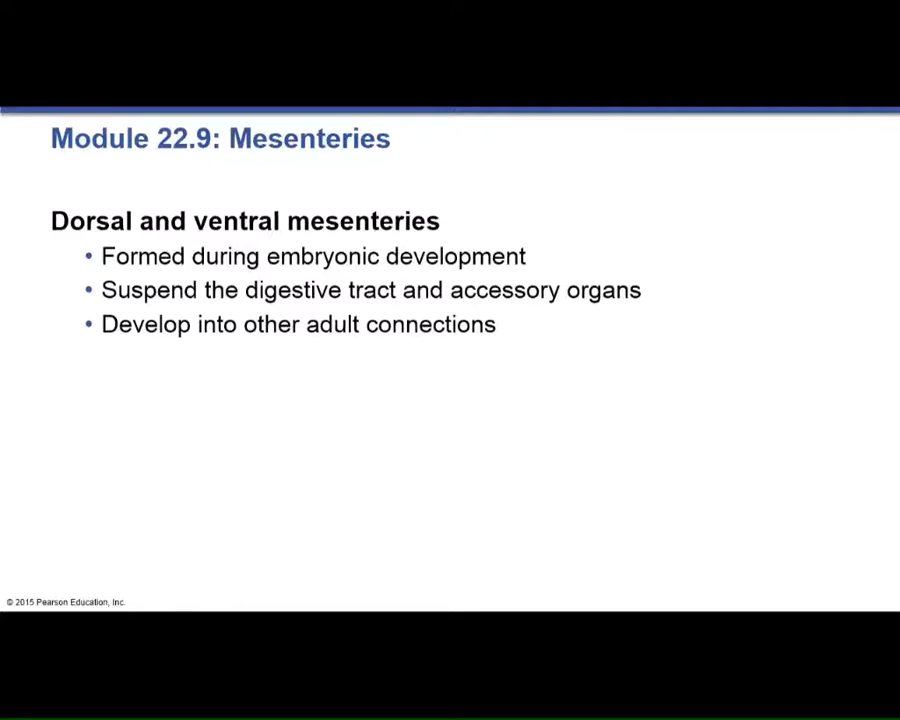 Module 22.9: Mesenteries
Dorsal and ventral mesenteries
• Formed during embryonic development
• Suspend the digestive tract and accessory organs
• Develop into other adult connections
© 2015 Pearson Education, Inc.